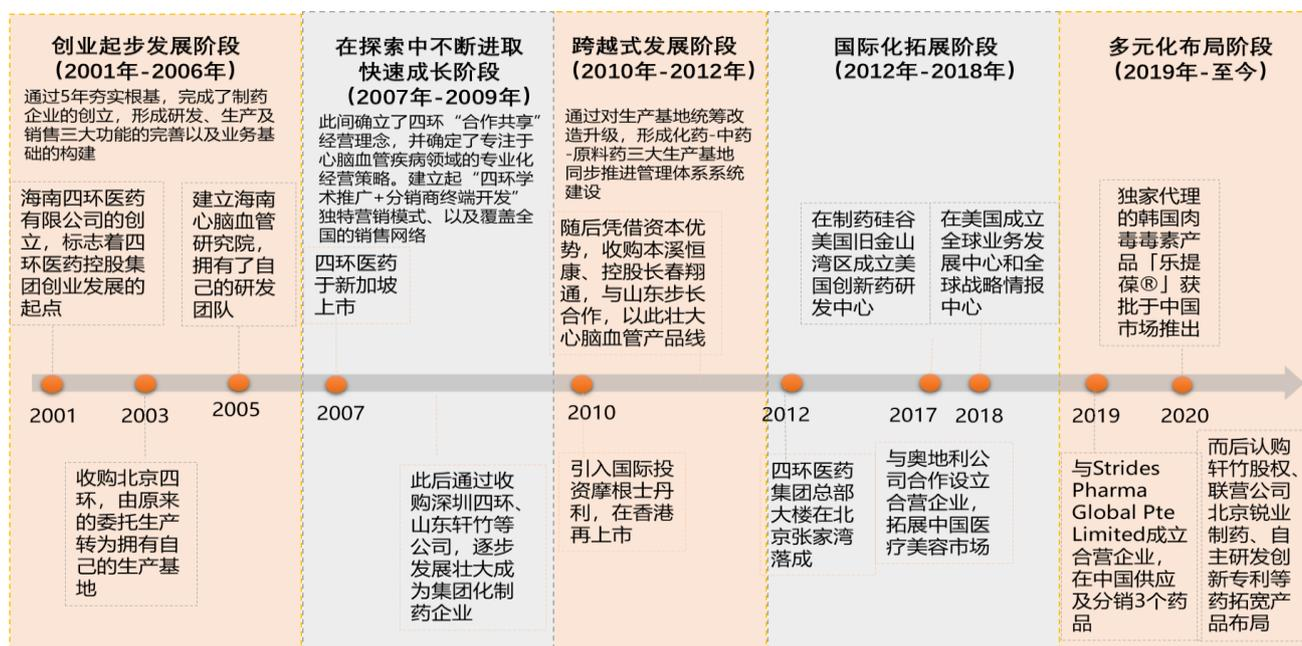 创业起步发展阶段
(2001年-2006年)
通过5年夯实根基，完成了制药
企业的创立，形成研发、生产及
销售三大功能的完善以及业务基
础的构建
海南四环医药
有限公司的创
立，标志着四
环医药控股集
团创业发展的
起点
建立海南
心脑血管
研究院，
拥有了自
己的研发
团队
2001
2003
2005
收购北京四
环，由原来
的委托生产
转为拥有自
己的生产基
地
在探索中不断进取
快速成长阶段
(2007年-2009年)
此间确立了四环“合作共享”
经营理念，并确定了专注于
心脑血管疾病领域的专业化
经营策略。建立起“四环学
术推广+分销商终端开发”
独特营销模式、以及覆盖全
国的销售网络
四环医药
于新加坡
上市
2007
此后通过收
购深圳四环、
山东轩竹等
公司，逐步
发展壮大成
为集团化制
药企业
跨越式发展阶段
(2010年-2012年)
通过对生产基地统筹改
造升级，形成化药-中药
-原料药三大生产基地
同步推进管理体系系统
建设
随后凭借资本优
势，收购本溪恒
康、控股长春翔
通，与山东步长
合作，以此壮大
心脑血管产品线
2010
引入国际投
资摩根士丹
利，在香港
再上市
国际化拓展阶段
(2012年-2018年)
在制药硅谷
美国旧金山
湾区成立美
国创新药研
发中心
在美国成立
全球业务发
展中心和全
球战略情报
中心
2012
2017
2018
四环医药
集团总部
大楼在北
京张家湾
落成
与奥地利公
司合作设立
合营企业，
拓展中国医
疗美容市场
多元化布局阶段
(2019年-至今)
独家代理
的韩国肉
毒毒素产
品「乐提
葆®」获
批于中国
市场推出
2019
2020
与Strides
Pharma
Global Pte
Limited成立
合营企业，
在中国供应
及分销3个药
品
而后认购
轩竹股权、
联营公司
北京锐业
制药、自
主研发创
新专利等
药拓宽产
品布局